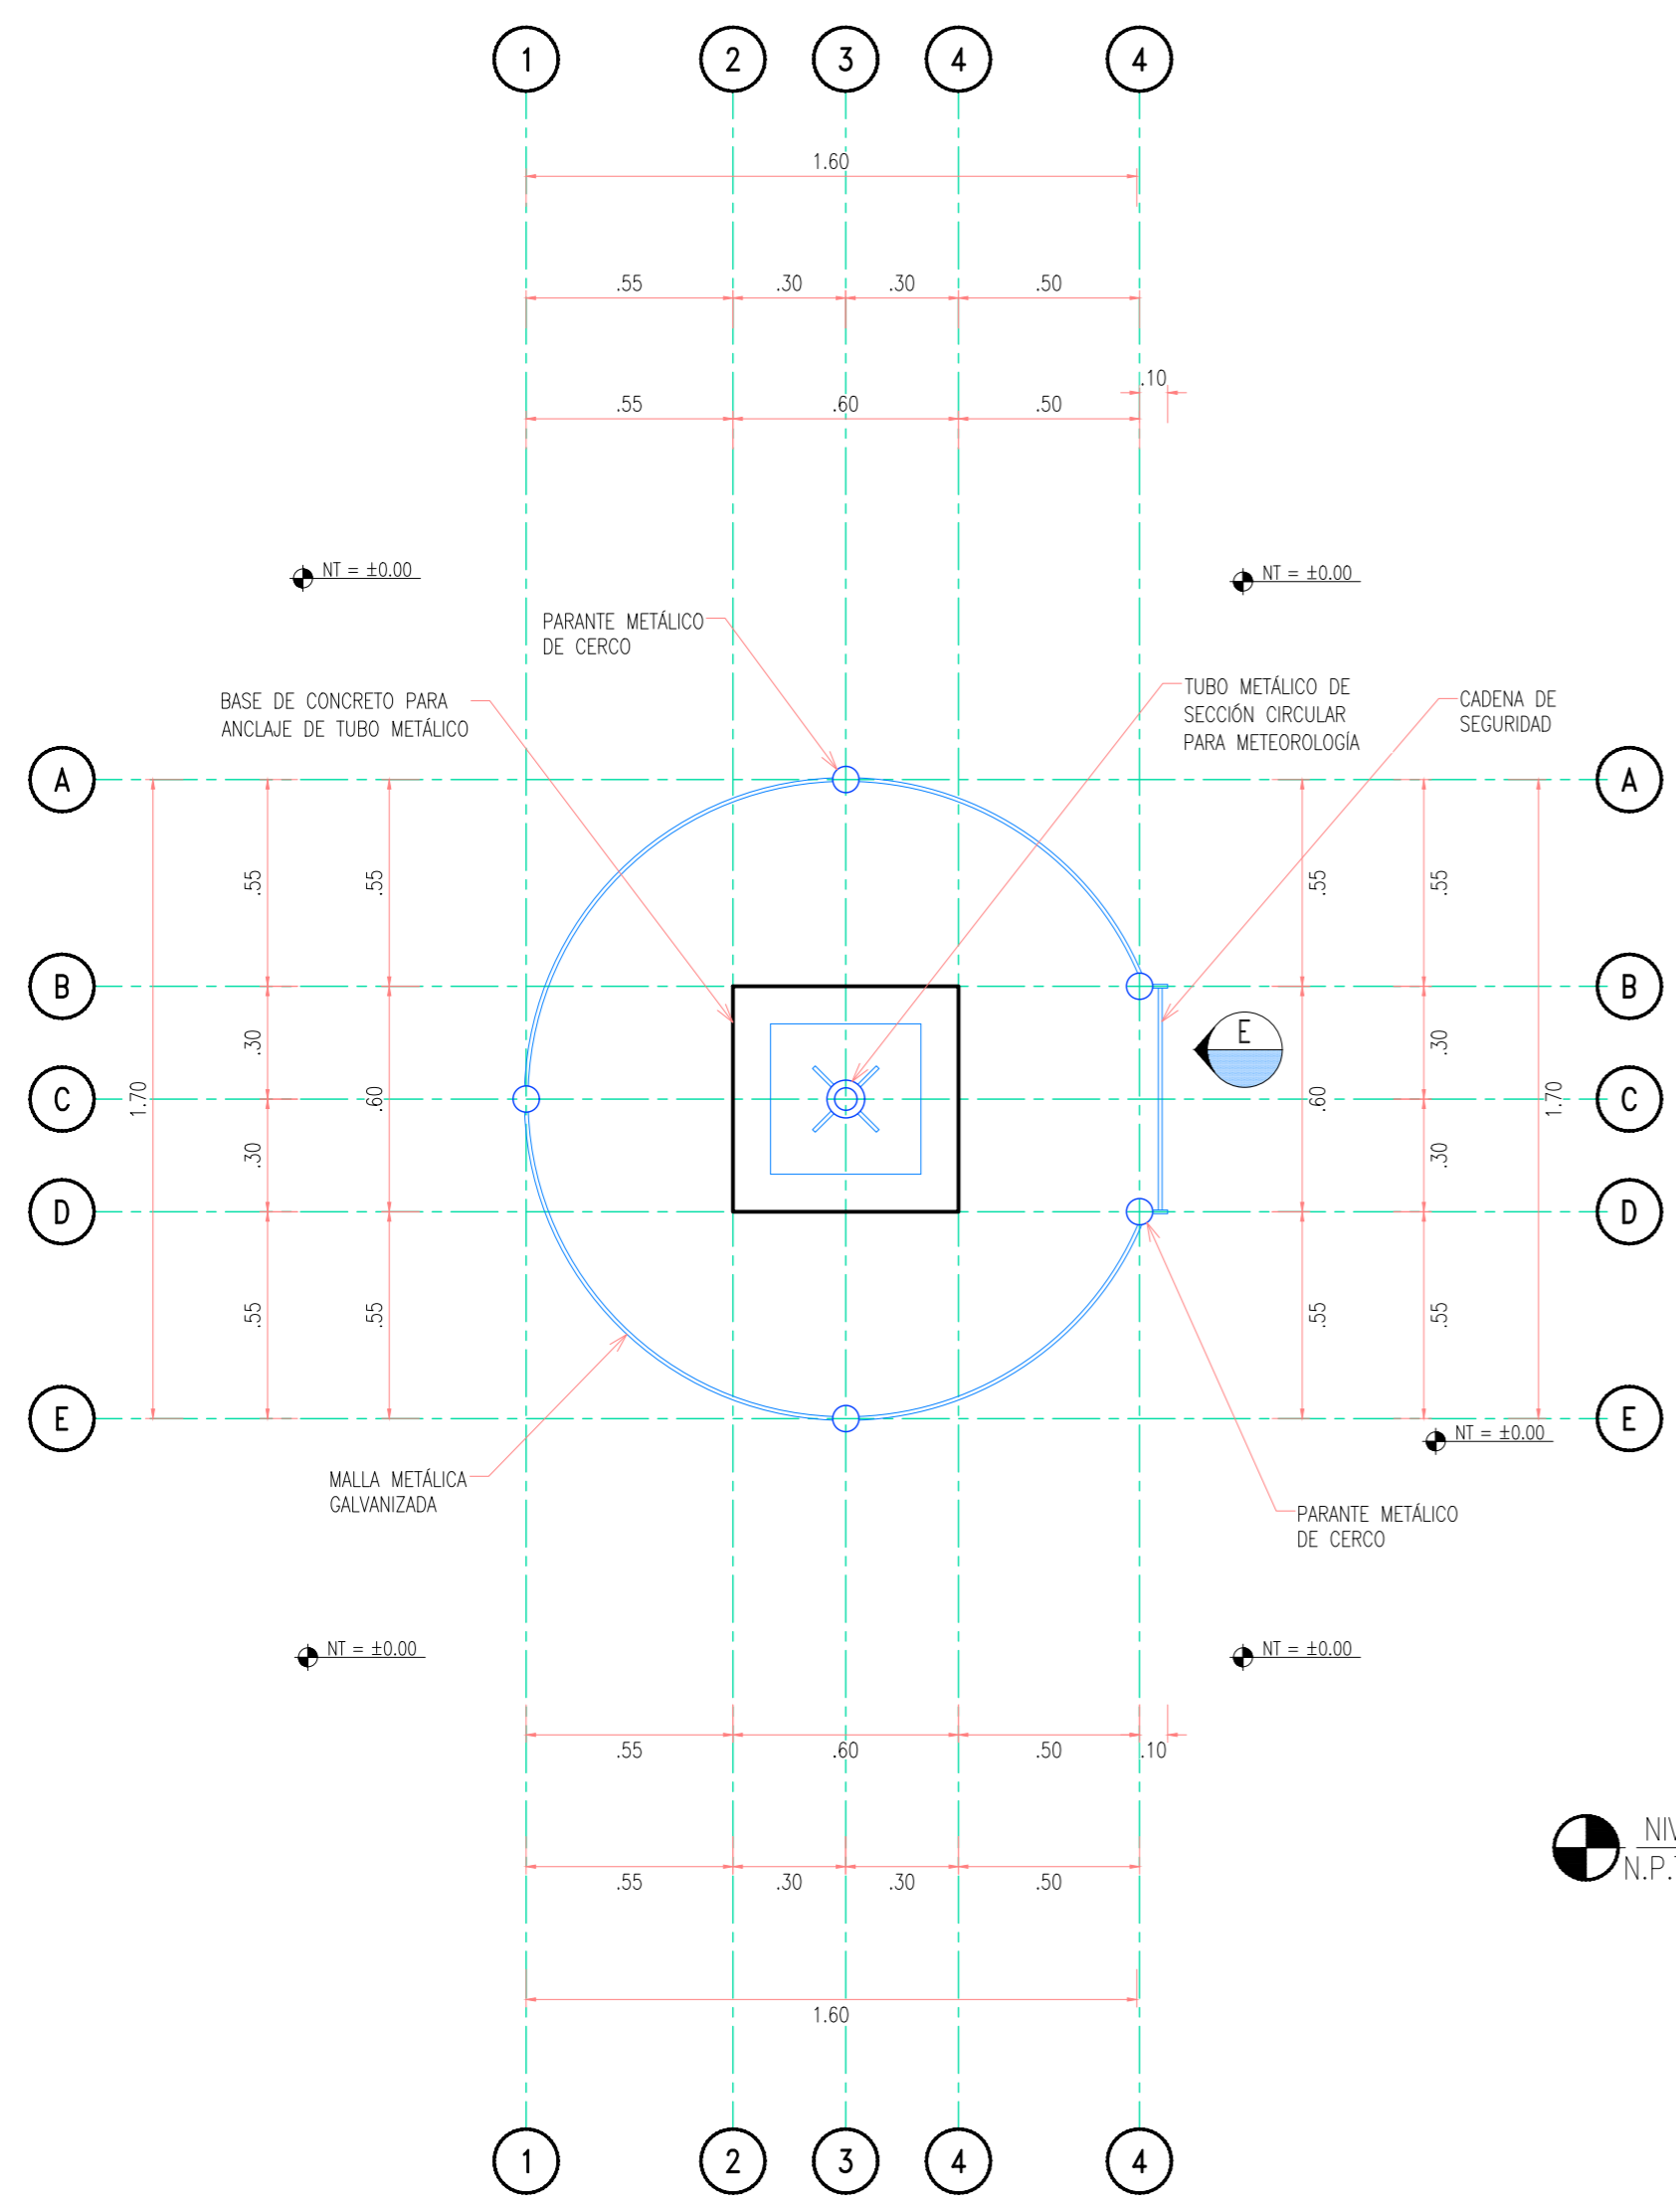 1 2 3 4 4
1.60
.55 .30 .30 .50
.10
.55 .60 .50
NT = ±0.00
NT = ±0.00
PARANTE METÁLICO
DE CERCO
BASE DE CONCRETO PARA
ANCLAJE DE TUBO METÁLICO
TUBO METÁLICO DE
SECCIÓN CIRCULAR
PARA METEOROLOGÍA
CADENA DE
SEGURIDAD
A A
.55 .55 .55 .55
B B
E
.30 .30
1.70 .60 .60 1.70
C C
.30 .30
D D
.55 .55 .55 .55
E E
NT = ±0.00
MALLA METÁLICA
GALVANIZADA
PARANTE METÁLICO
DE CERCO
NT = ±0.00
NT = ±0.00
.55 .60 .50 .10
NIV
N.P.T
.55 .30 .30 .50
1.60
1 2 3 4 4